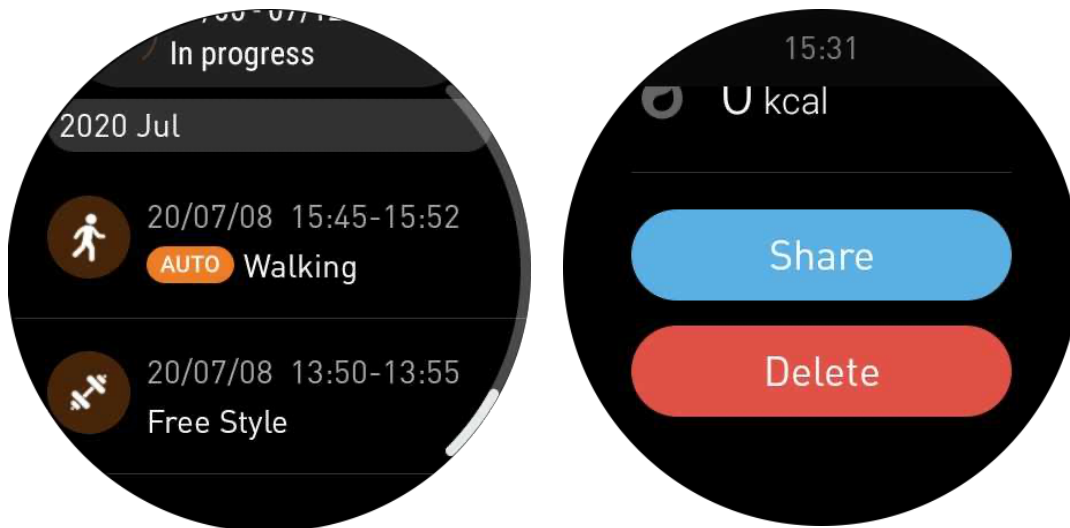 In progress
2020 Jul
20/07/08 15:45-15:52
AUTO Walking
20/07/08 13:50-13:55
Free Style
15:31
0 kcal
Share
Delete